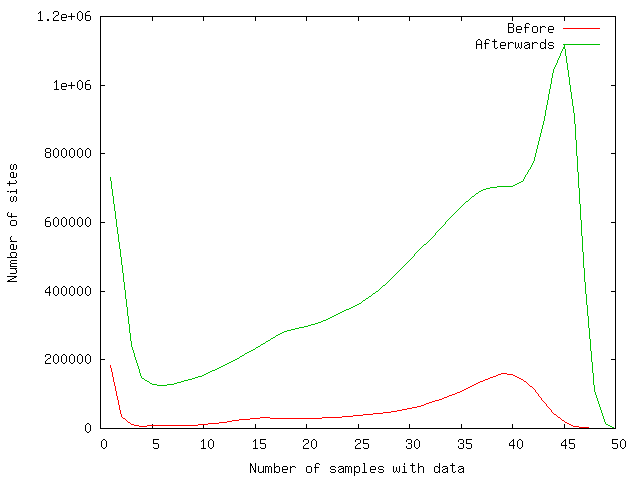 1.2e+06
1e+06
800000
600000
400000
200000
0
Before
Afterwards
Number of sites
0 5 10 15 20 25 30 35 40 45 50
Number of samples with data